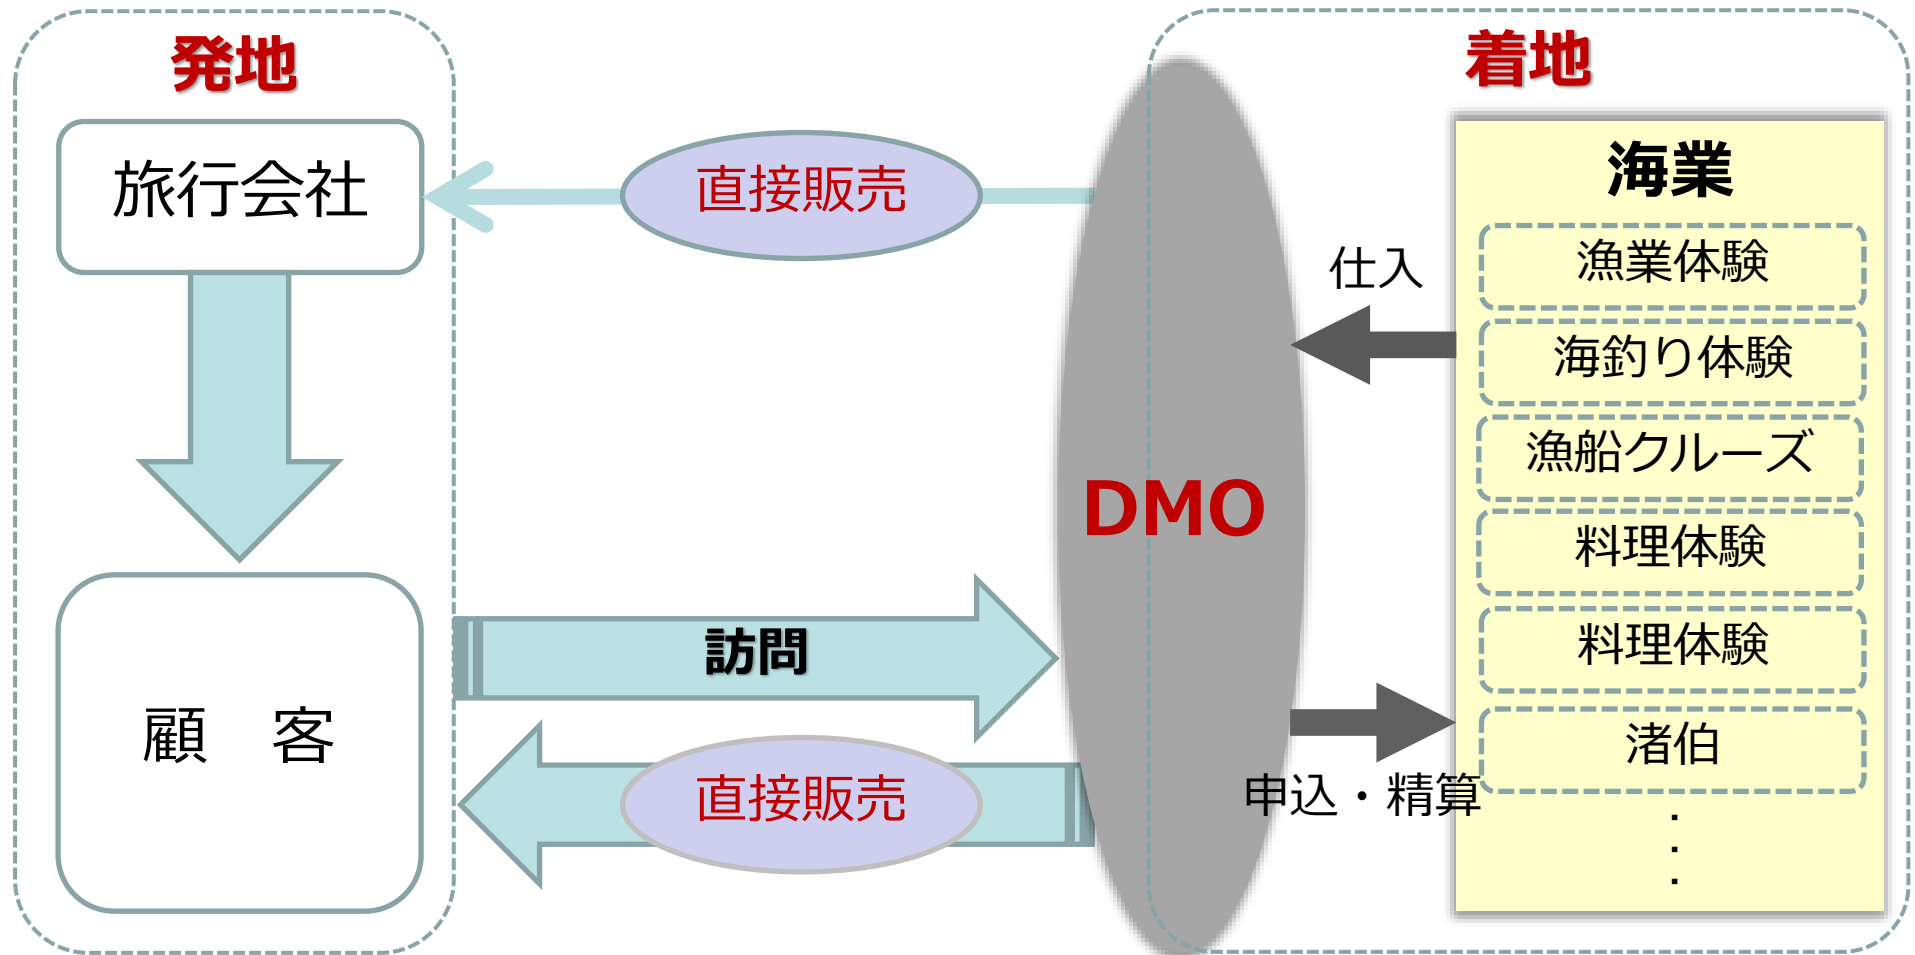 発地
旅行会社
顧　客
直接販売
訪問
直接販売
DMO
着地
仕入
申込・精算
海業
漁業体験
海釣り体験
漁船クルーズ
料理体験
料理体験
渚伯
・
・
・